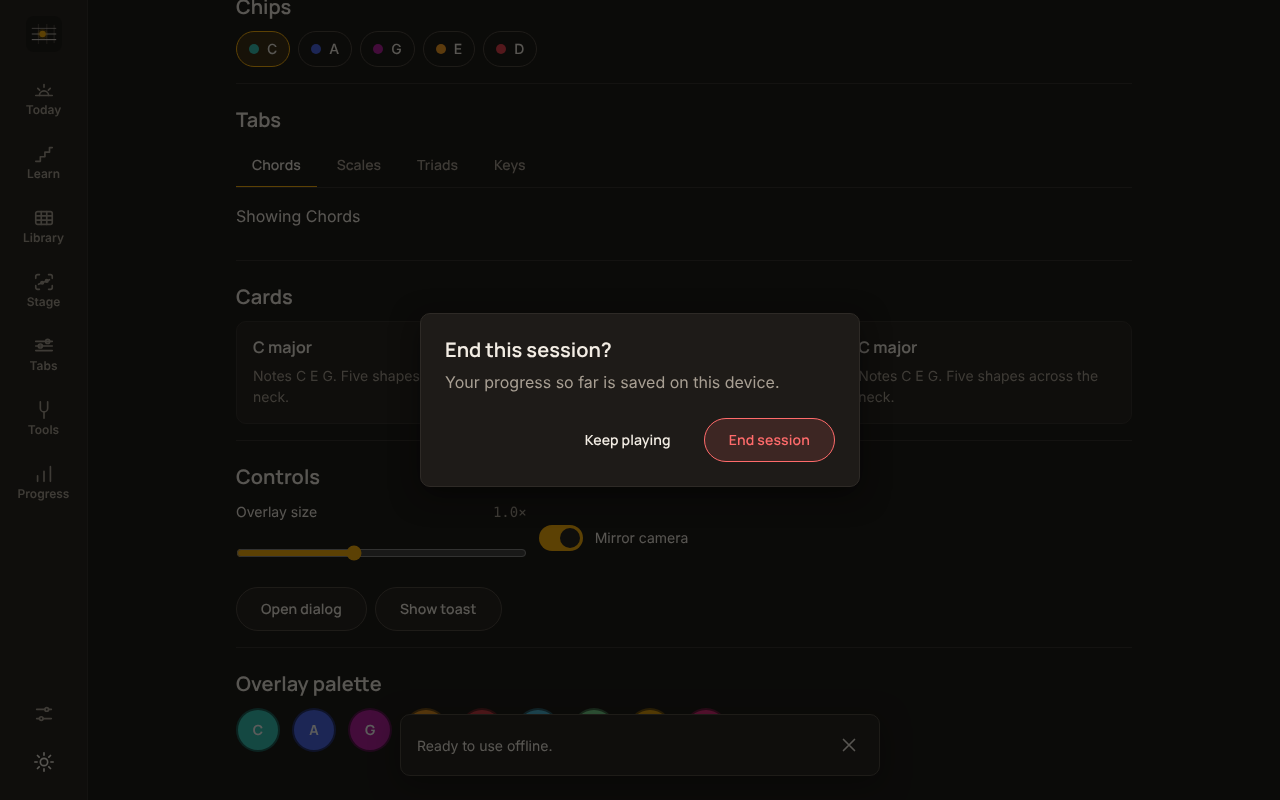 Chips
C
A
G
E
D
Today
Learn
Library
Stage
Tabs
Tools
Progress
Tabs
Chords
Scales
Triads
Keys
Showing Chords
Cards
C major
Notes C E G. Five shapes
neck.
C major
Notes C E G. Five shapes across the
neck.
End this session?
Your progress so far is saved on this device.
Keep playing
End session
Controls
Overlay size
1.0×
Mirror camera
Open dialog
Show toast
Overlay palette
C
A
G
Ready to use offline.